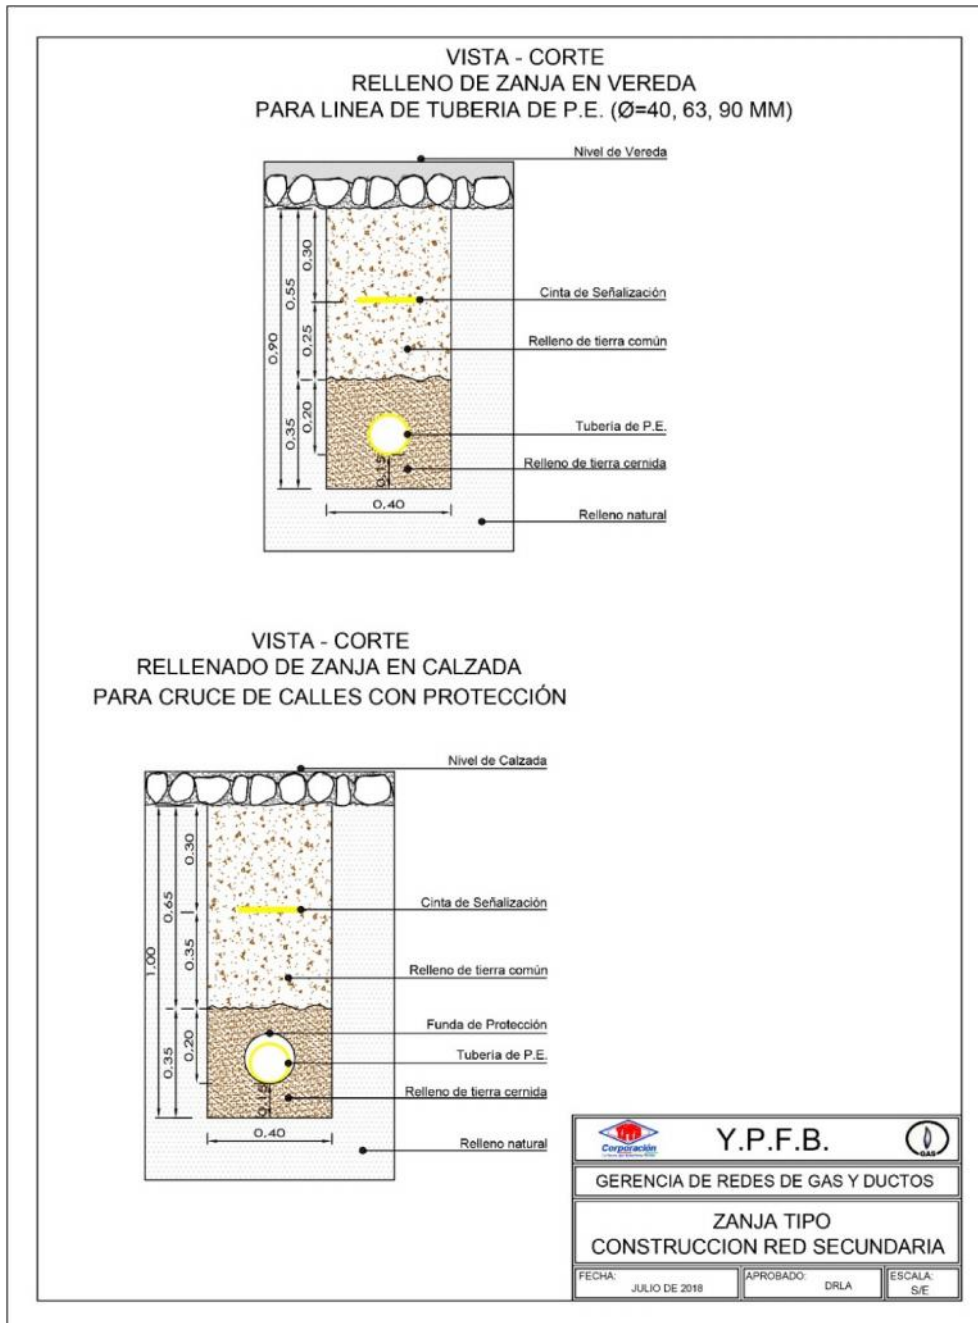 VISTA - CORTE
RELLENO DE ZANJA EN VEREDA
PARA LINEA DE TUBERIA DE P.E. (Ø=40, 63, 90 MM)
Nivel de Vereda
0,30
0,55
Cinta de Señalización
0,25
Relleno de tierra común
0,90
0,20
0,35
Tubería de P.E.
0,15
Relleno de tierra cernida
0,40
Relleno natural
VISTA - CORTE
RELLENADO DE ZANJA EN CALZADA
PARA CRUCE DE CALLES CON PROTECCIÓN
Nivel de Calzada
0,30
0,65
Cinta de Señalización
0,35
1,00
Relleno de tierra común
Funda de Protección
0,20
0,35
Tubería de P.E.
0,15
Relleno de tierra cernida
0,40
Relleno natural
Corporación
Y.P.F.B.
GAS
GERENCIA DE REDES DE GAS Y DUCTOS
ZANJA TIPO
CONSTRUCCION RED SECUNDARIA
FECHA: JULIO DE 2018
APROBADO: DRLA
ESCALA: S/E